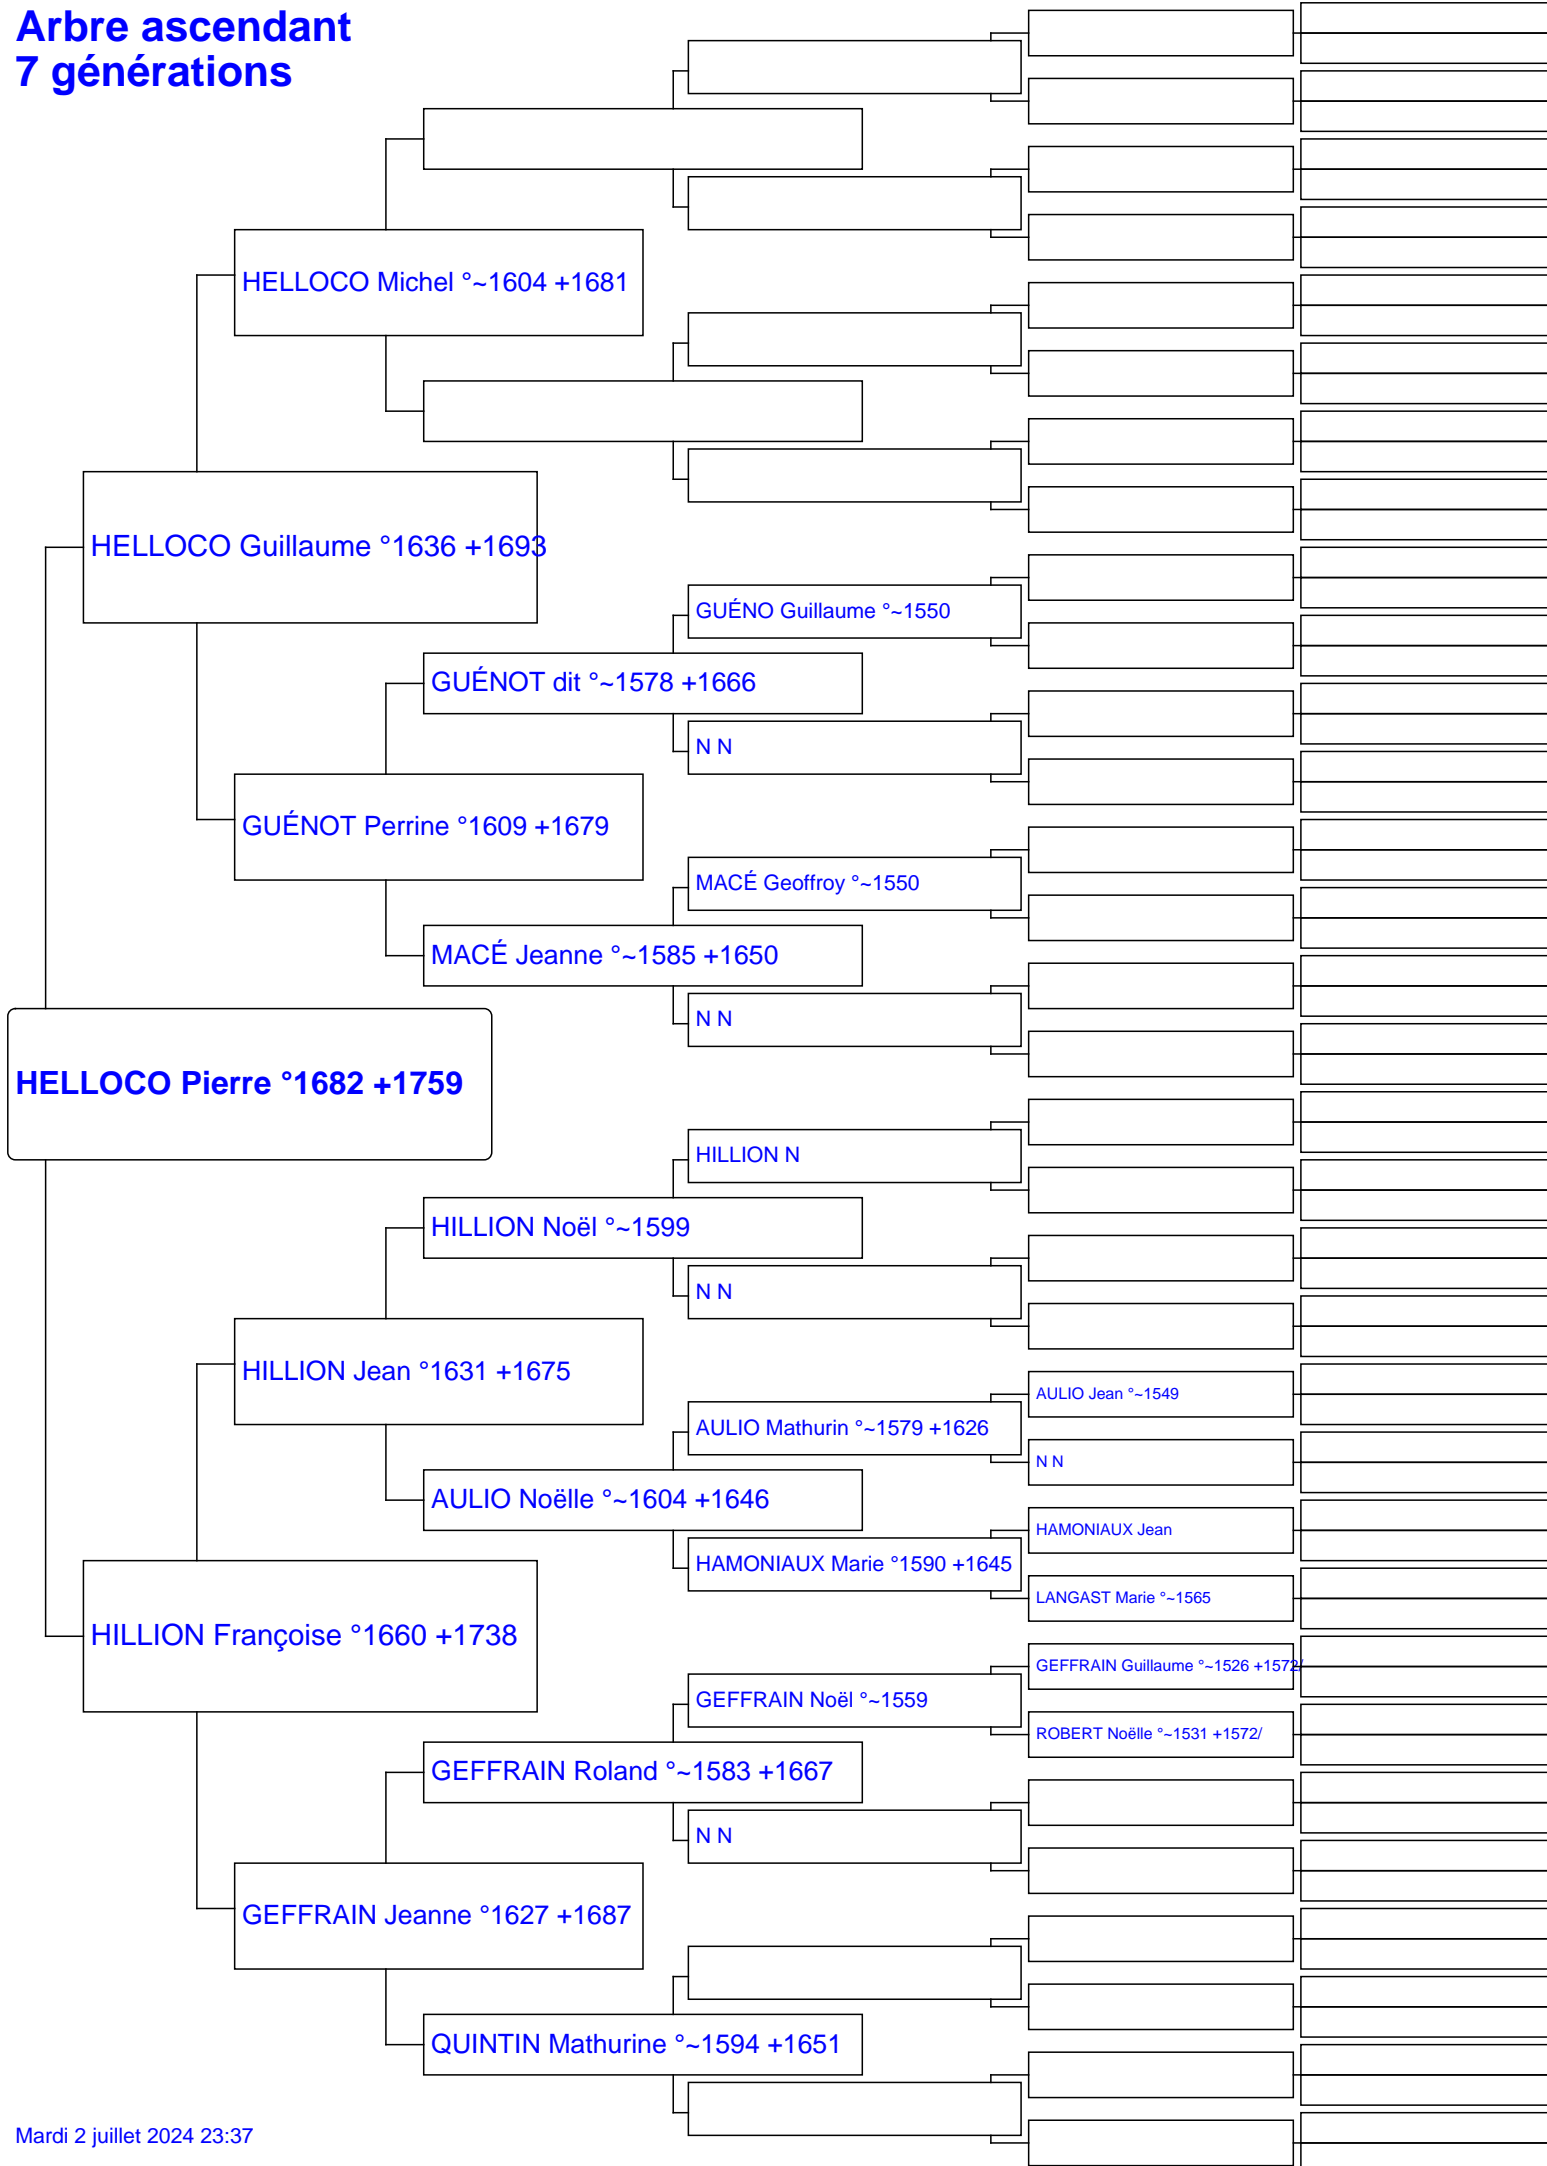 Arbre ascendant
7 générations
HELLOCO Michel °~1604 +1681
HELLOCO Guillaume °1636 +1693
GUÉNO Guillaume °~1550
GUÉNOT dit °~1578 +1666
N N
GUÉNOT Perrine °1609 +1679
MACÉ Geoffroy °~1550
MACÉ Jeanne °~1585 +1650
N N
HELLOCO Pierre °1682 +1759
HILLION N
HILLION Noël °~1599
N N
HILLION Jean °1631 +1675
AULIO Jean °~1549
AULIO Mathurin °~1579 +1626
N N
AULIO Noëlle °~1604 +1646
HAMONIAUX Jean
HAMONIAUX Marie °1590 +1645
LANGAST Marie °~1565
HILLION Françoise °1660 +1738
GEFFRAIN Guillaume °~1526 +1572/
GEFFRAIN Noël °~1559
ROBERT Noëlle °~1531 +1572/
GEFFRAIN Roland °~1583 +1667
N N
GEFFRAIN Jeanne °1627 +1687
QUINTIN Mathurine °~1594 +1651
Mardi 2 juillet 2024 23:37